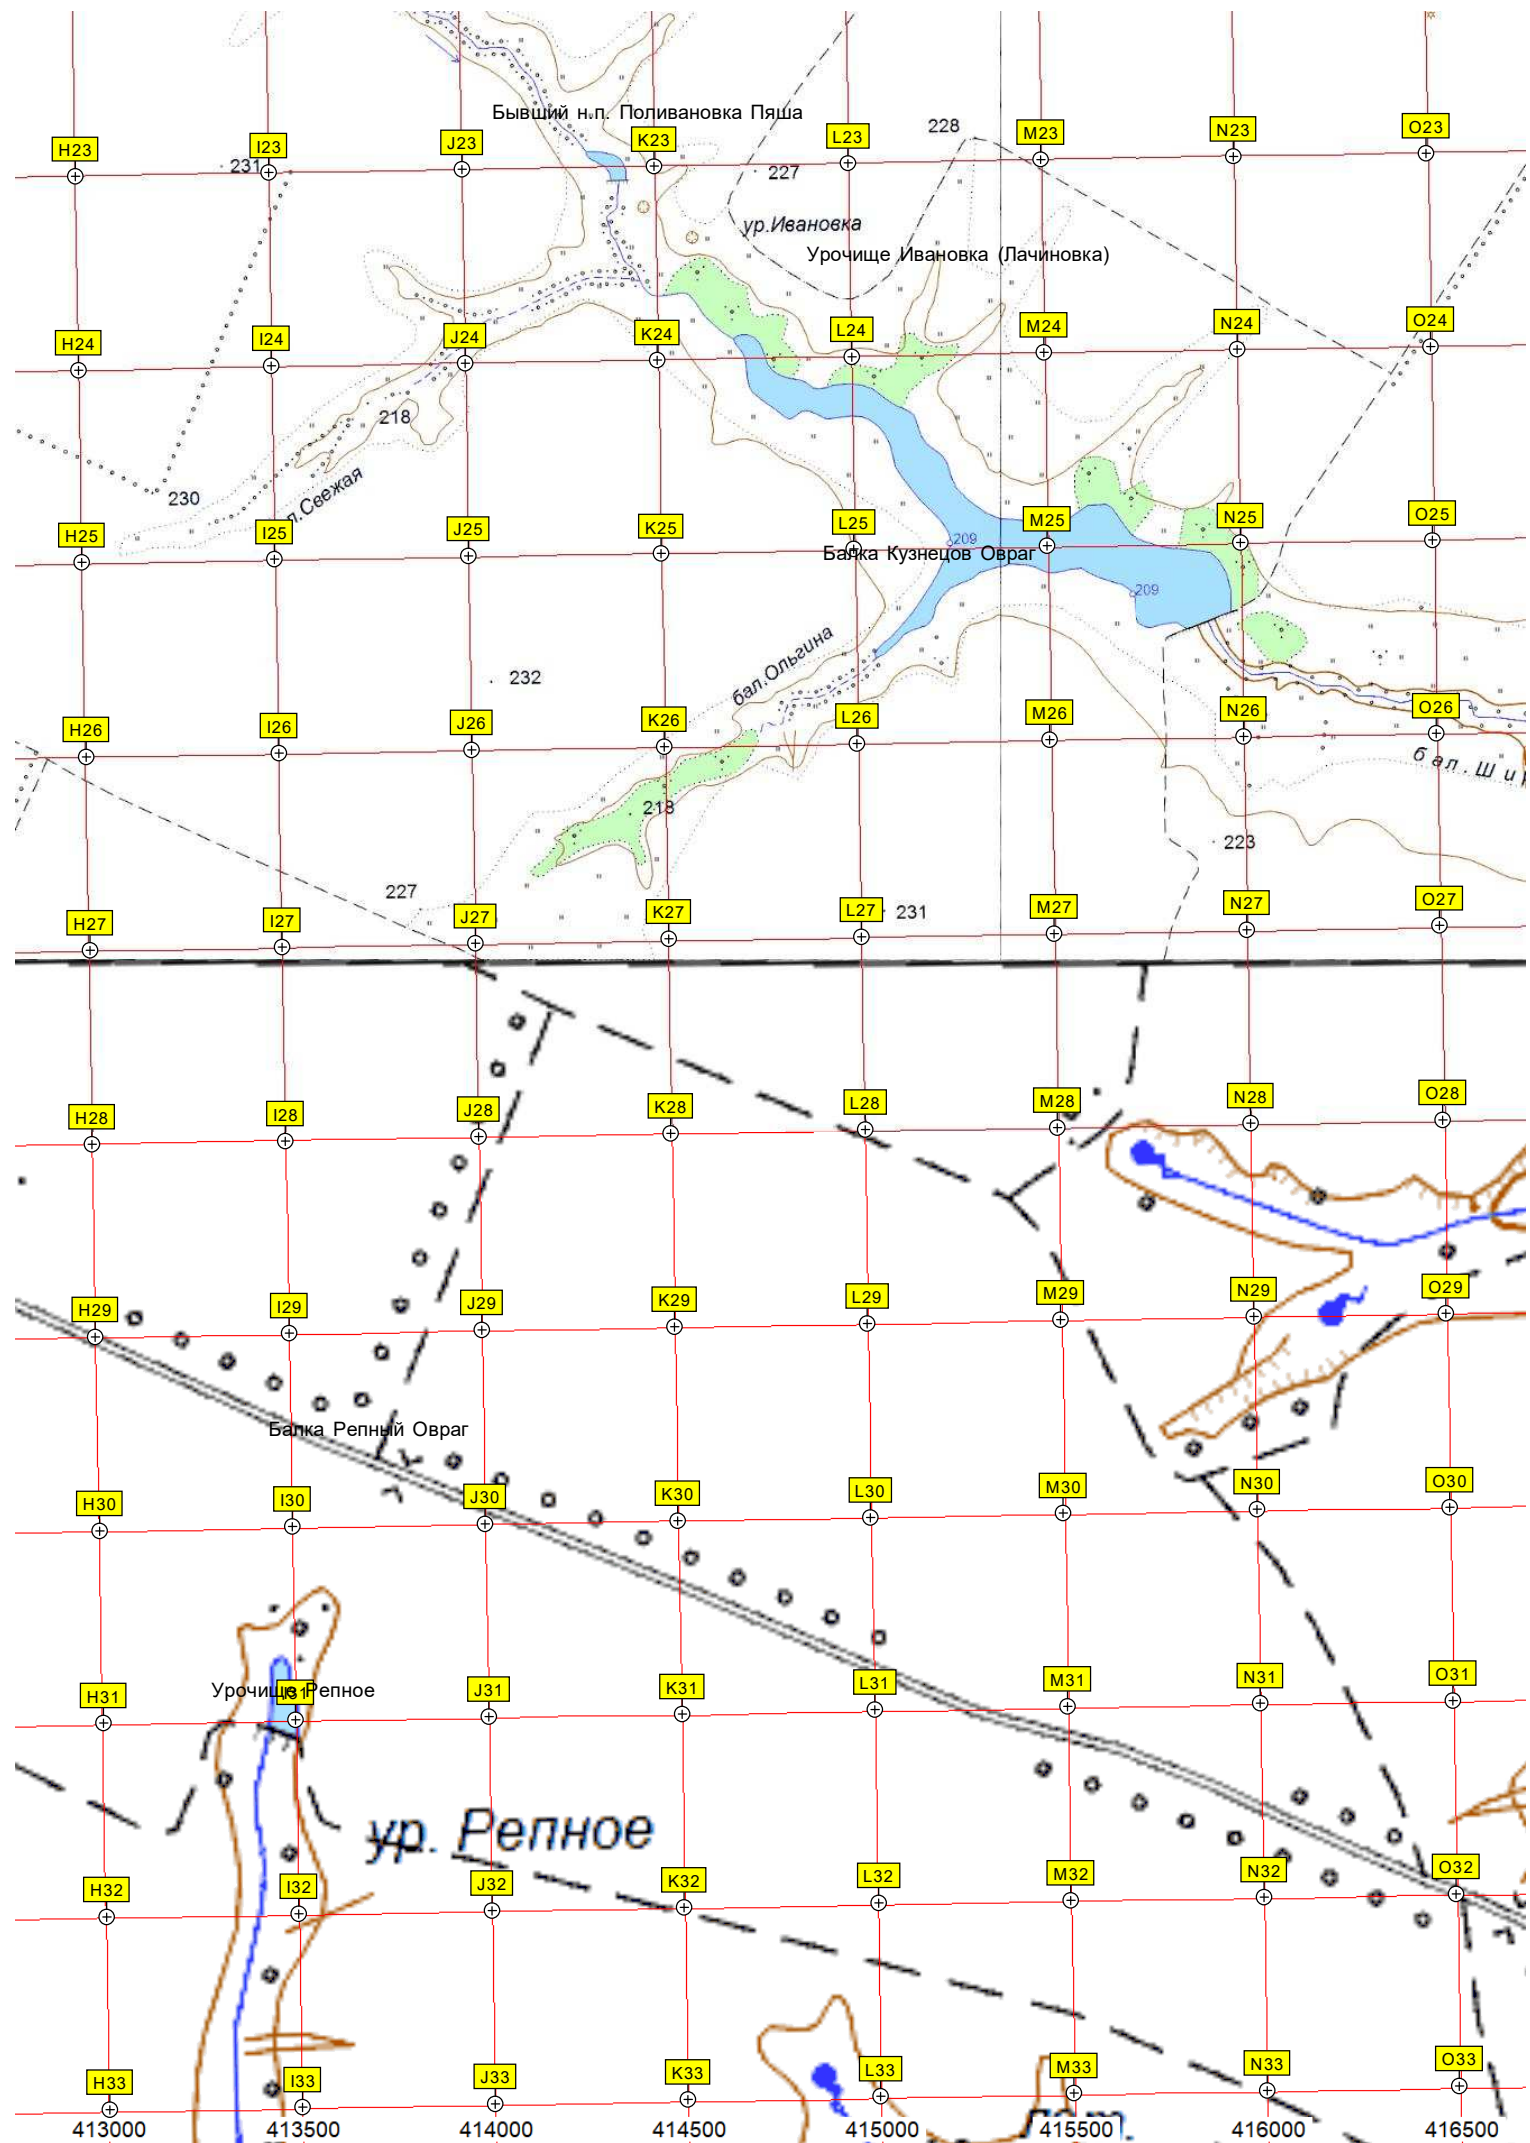 Бывший н.п. Поливановка Пяша
228
H23 I23 J23 K23 L23 M23 N23 O23
231
227
ур.Ивановка
Урочище Ивановка (Лачиновка)
H24 I24 J24 K24 L24 M24 N24 O24
218
230
п.Свежая
H25 I25 J25 K25 L25 M25 N25 O25
209
Балка Кузнецов Овраг
209
бал.Ольгина
232
H26 I26 J26 K26 L26 M26 N26 O26
бал.Ши
218
223
227
231
H27 I27 J27 K27 L27 M27 N27 O27
H28 I28 J28 K28 L28 M28 N28 O28
H29 I29 J29 K29 L29 M29 N29 O29
Балка Репный Овраг
H30 I30 J30 K30 L30 M30 N30 O30
Урочище Репное
H31 I31 J31 K31 L31 M31 N31 O31
ур. Репное
H32 I32 J32 K32 L32 M32 N32 O32
H33 I33 J33 K33 L33 M33 N33 O33
413000 413500 414000 414500 415000 415500 416000 416500